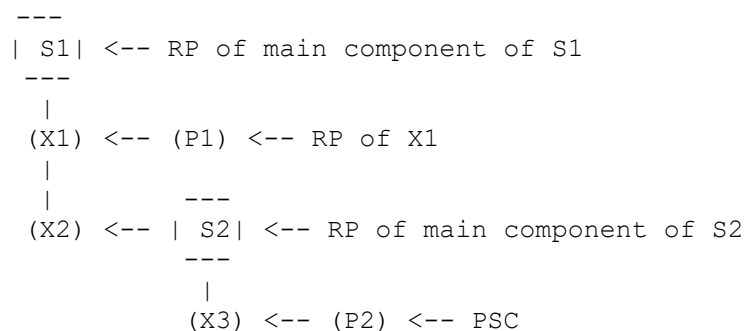 ---
| S1| <-- RP of main component of S1
---
|
(X1) <-- (P1) <-- RP of X1
|
| ---
(X2) <-- | S2| <-- RP of main component of S2
---
|
(X3) <-- (P2) <-- PSC